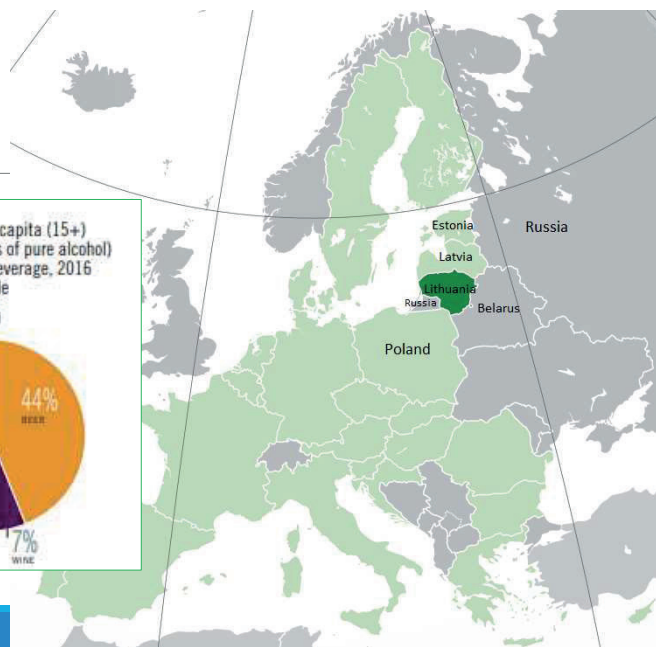 capita (15+)
s of pure alcohol)
everage, 2016
44%
BEER
7%
WINE
Estonia
Russia
Latvia
Lithuania
Russia
Belarus
Poland